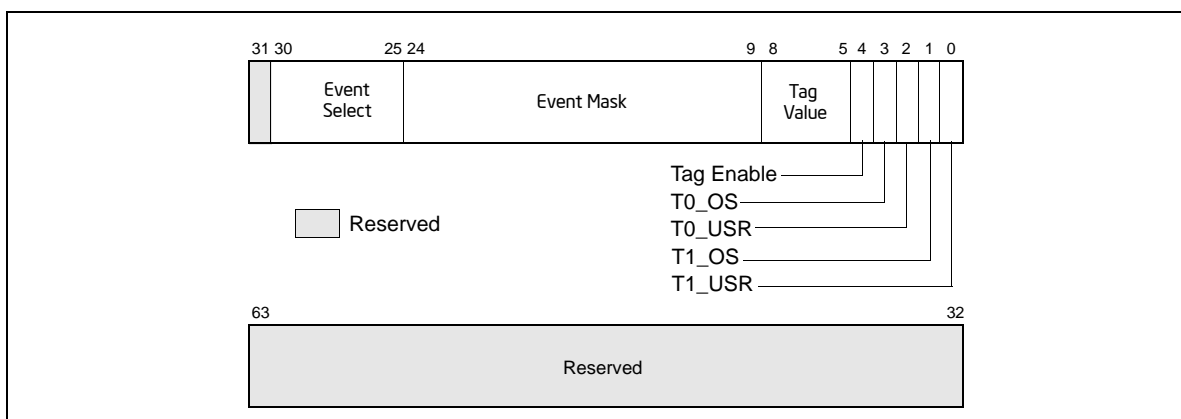 31 30 25 24 9 8 5 4 3 2 1 0
Event
Select
Event Mask
Tag
Value
Tag Enable
T0_OS
T0_USR
T1_OS
T1_USR
Reserved
63 32
Reserved